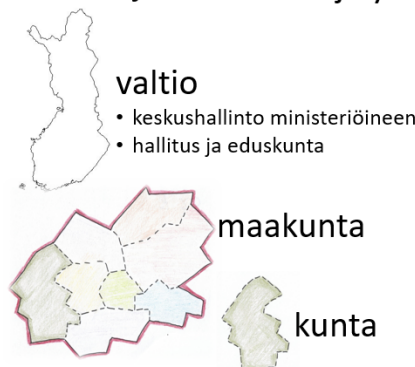 valtio
• keskushallinto ministeriöineen
• hallitus ja eduskunta
maakunta
kunta